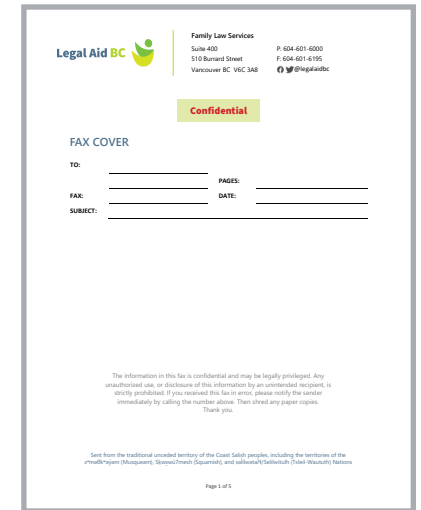 Legal Aid BC
Family Law Services
Suite 400
510 Burrard Street
Vancouver BC V6C 3A8
P: 604-601-6000
F: 604-601-6195
@legalaidbc
Confidential
FAX COVER
TO:
PAGES:
FAX:
DATE:
SUBJECT:
The information in this fax is confidential and may be legally privileged. Any
unauthorized use, or disclosure of this information by an unintended recipient, is
strictly prohibited. If you received this fax in error, please notify the sender
immediately by calling the number above. Then shred any paper copies.
Thank you.
Sent from the traditional unceded territory of the Coast Salish peoples, including the territories of the
(Musqueam), (Squamish), and (Tsleil-Waututh) Nations
Page 1 of 5